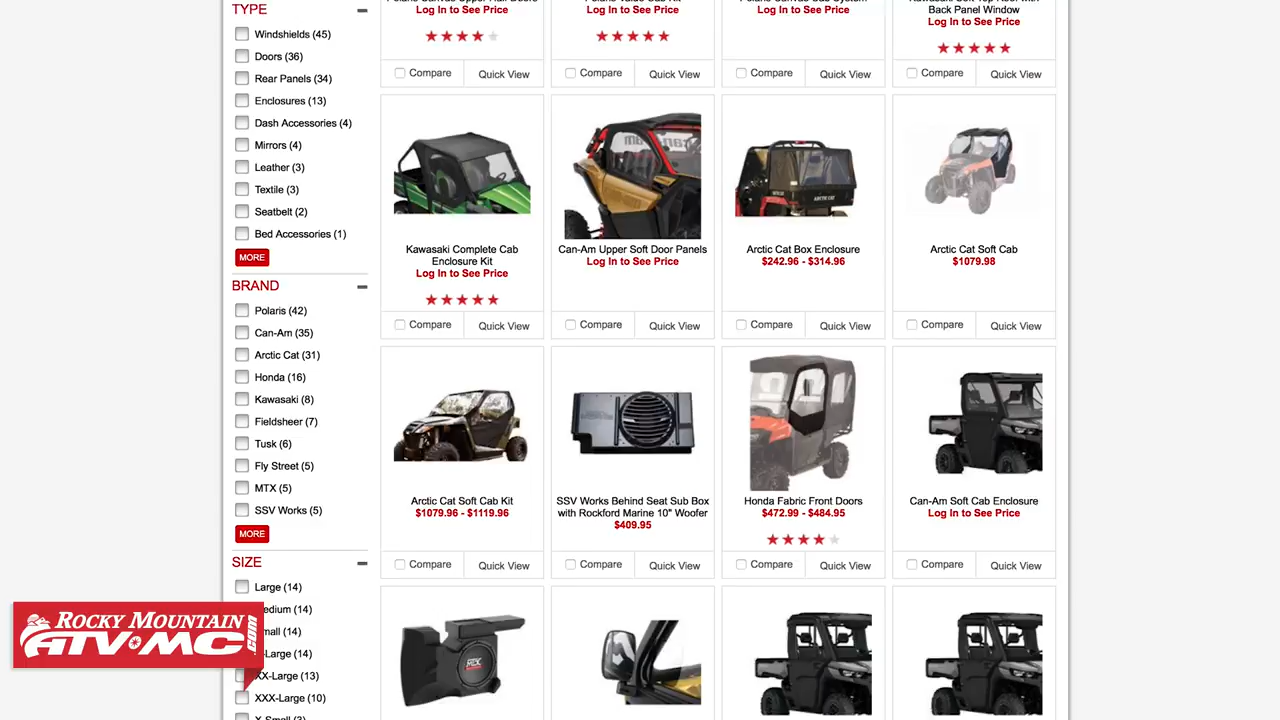 TYPE
Windshields (45)
Doors (36)
Rear Panels (34)
Enclosures (13)
Dash Accessories (4)
Mirrors (4)
Leather (3)
Textile (3)
Seatbelt (2)
Bed Accessories (1)
MORE
BRAND
Polaris (42)
Can-Am (35)
Arctic Cat (31)
Honda (16)
Kawasaki (8)
Fieldsheer (7)
Tusk (6)
Fly Street (5)
MTX (5)
SSV Works (5)
MORE
SIZE
Large (14)
edium (14)
mall (14)
-Large (14)
XX-Large (13)
XXX-Large (10)
ROCKY MOUNTAIN
ATV•MC
.COM
Log In to See Price
Compare
Quick View
Log In to See Price
Compare
Quick View
Log In to See Price
Compare
Quick View
Back Panel Window
Log In to See Price
Compare
Quick View
Kawasaki Complete Cab
Enclosure Kit
Log In to See Price
Compare
Quick View
Can-Am Upper Soft Door Panels
Log In to See Price
Compare
Quick View
ARCTIC CAT
Arctic Cat Box Enclosure
$242.96 - $314.96
Compare
Quick View
Arctic Cat Soft Cab
$1079.98
Compare
Quick View
Arctic Cat Soft Cab Kit
$1079.96 - $1119.96
Compare
Quick View
SSV Works Behind Seat Sub Box
with Rockford Marine 10" Woofer
$409.95
Compare
Quick View
Honda Fabric Front Doors
$472.99 - $484.95
Compare
Quick View
Can-Am Soft Cab Enclosure
Log In to See Price
Compare
Quick View
MTX